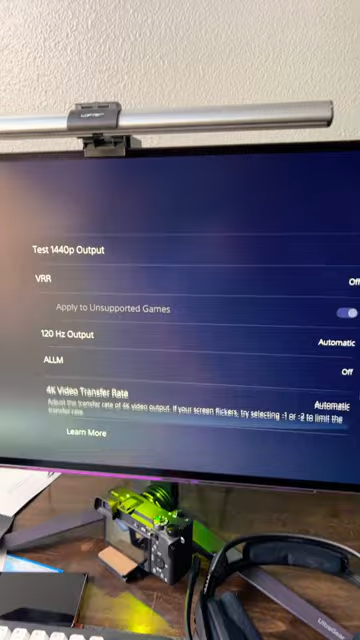 Test 1440p Output
VRR
Off
Apply to Unsupported Games
120 Hz Output
Automatic
ALLM
Off
4K Video Transfer Rate
Automatic
Adjust the transfer rate of 4K video output. If your screen flickers, try selecting -1 or -2 to limit the
transfer rate.
Learn More